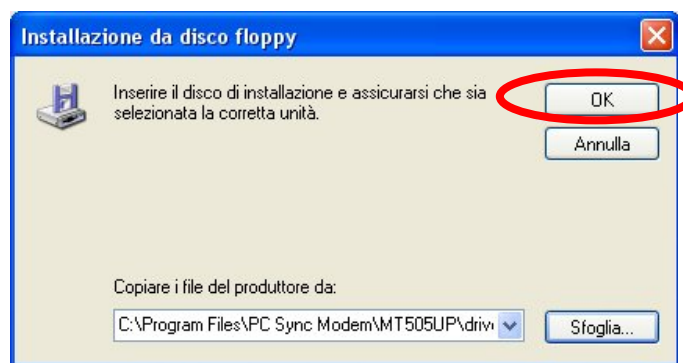 Installazione da disco floppy
Inserire il disco di installazione e assicurarsi che sia
selezionata la corretta unità.
OK
Annulla
Copiare i file del produttore da:
C:\Program Files\PC Sync Modem\MT505UP\driv
Sfoglia...